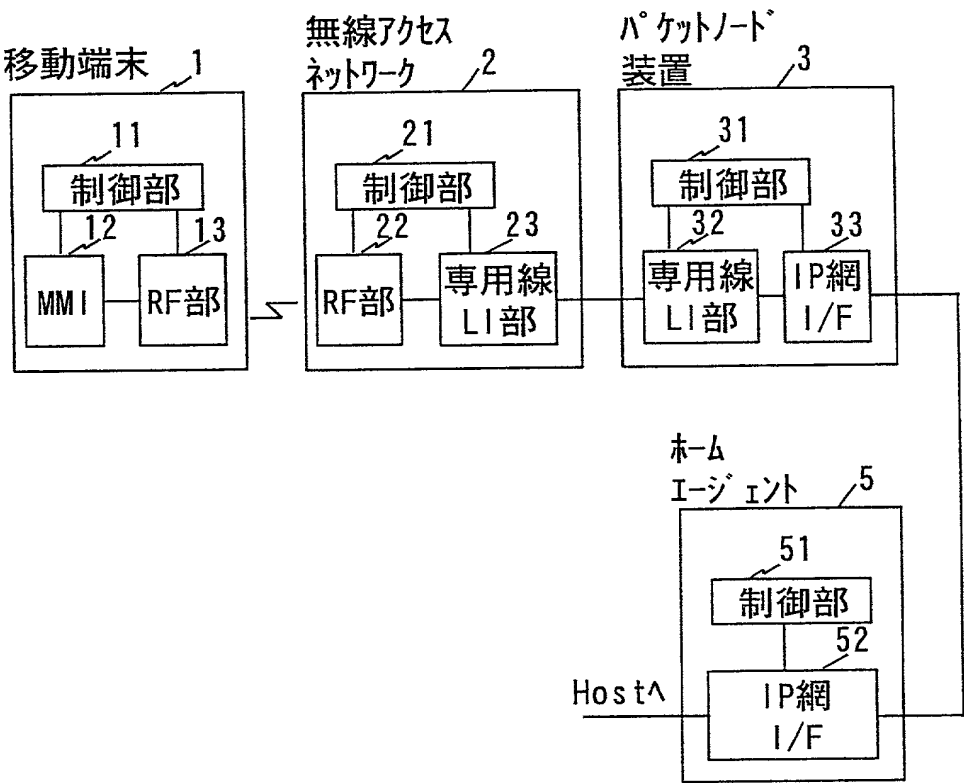 移動端末
1
11
制御部
12
13
MMI
RF部
無線アクセス
ネットワーク
2
21
制御部
22
23
RF部
専用線
LI部
パケットノード
装置
3
31
制御部
32
33
専用線
LI部
IP網
I/F
ホーム
エージェント
5
51
制御部
52
IP網
I/F
Hostへ